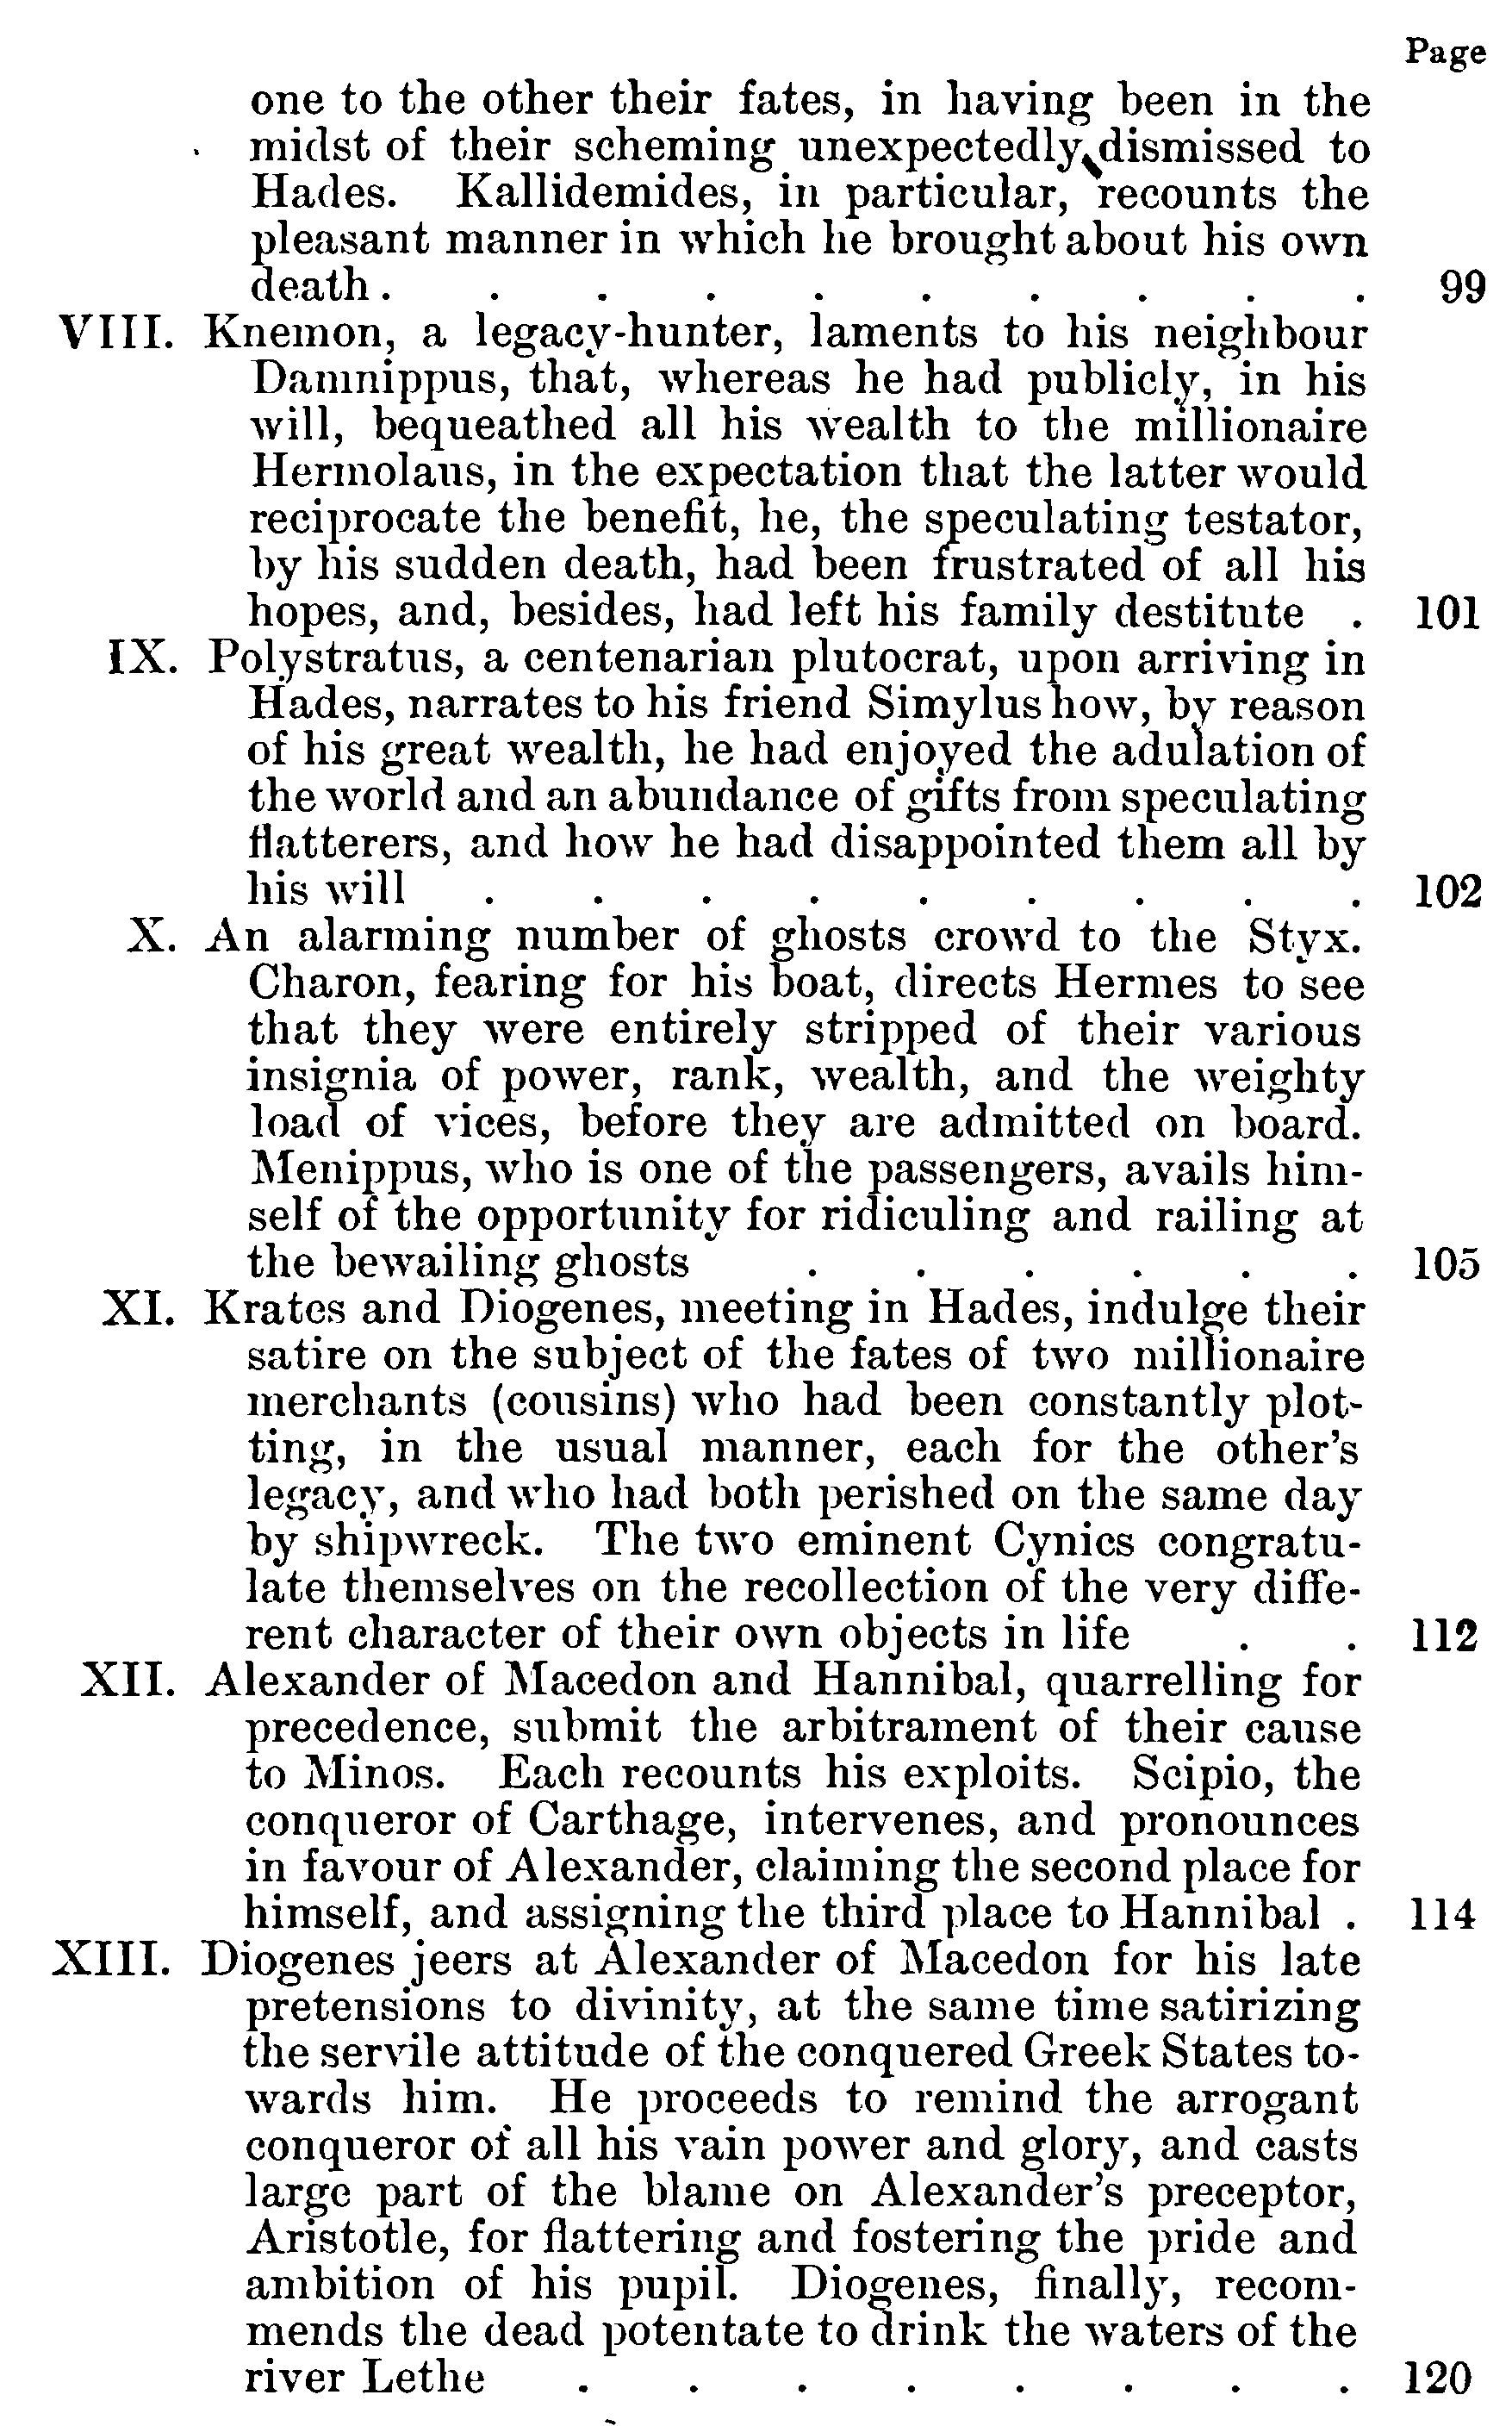 Page
one to the other their fates, in having been in the
midst of their scheming unexpectedly dismissed to
Hades. Kallidemides, in particular, recounts the
pleasant manner in which he brought about his own
death . . . . . . . . . . 99
VIII. Knemon, a legacy-hunter, laments to his neighbour
Damnippus, that, whereas he had publicly, in his
will, bequeathed all his wealth to the millionaire
Hermolaus, in the expectation that the latter would
reciprocate the benefit, he, the speculating testator,
by his sudden death, had been frustrated of all his
hopes, and, besides, had left his family destitute . 101
IX. Polystratus, a centenarian plutocrat, upon arriving in
Hades, narrates to his friend Simylus how, by reason
of his great wealth, he had enjoyed the adulation of
the world and an abundance of gifts from speculating
flatterers, and how he had disappointed them all by
his will . . . . . . . . . 102
X. An alarming number of ghosts crowd to the Styx.
Charon, fearing for his boat, directs Hermes to see
that they were entirely stripped of their various
insignia of power, rank, wealth, and the weighty
load of vices, before they are admitted on board.
Menippus, who is one of the passengers, avails him-
self of the opportunity for ridiculing and railing at
the bewailing ghosts . . . . . . 105
XI. Krates and Diogenes, meeting in Hades, indulge their
satire on the subject of the fates of two millionaire
merchants (cousins) who had been constantly plot-
ting, in the usual manner, each for the other's
legacy, and who had both perished on the same day
by shipwreck. The two eminent Cynics congratu-
late themselves on the recollection of the very diffe-
rent character of their own objects in life . . 112
XII. Alexander of Macedon and Hannibal, quarrelling for
precedence, submit the arbitrament of their cause
to Minos. Each recounts his exploits. Scipio, the
conqueror of Carthage, intervenes, and pronounces
in favour of Alexander, claiming the second place for
himself, and assigning the third place to Hannibal . 114
XIII. Diogenes jeers at Alexander of Macedon for his late
pretensions to divinity, at the same time satirizing
the servile attitude of the conquered Greek States to-
wards him. He proceeds to remind the arrogant
conqueror of all his vain power and glory, and casts
large part of the blame on Alexander's preceptor,
Aristotle, for flattering and fostering the pride and
ambition of his pupil. Diogenes, finally, recom-
mends the dead potentate to drink the waters of the
river Lethe . . . . . . . . 120